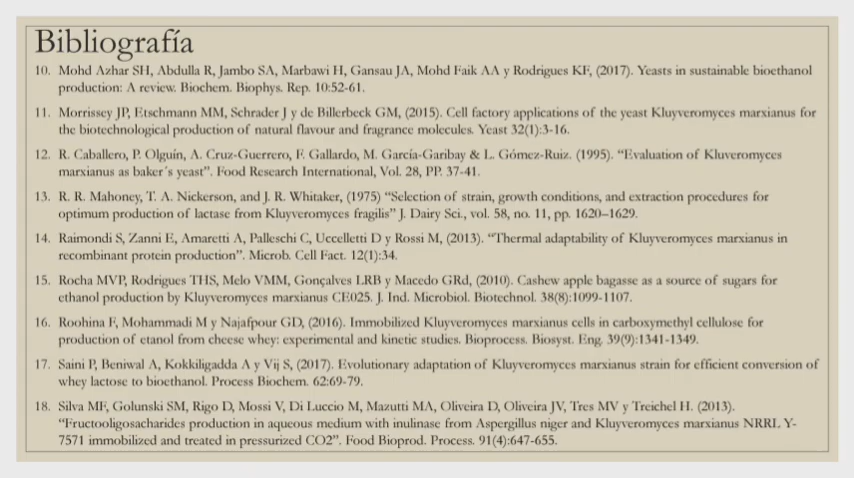 Bibliografía
10. Mohd Azhar SH, Abdulla R, Jambo SA, Marbawi H, Gansau JA, Mohd Faik AA y Rodrigues KF, (2017). Yeasts in sustainable bioethanol
production: A review. Biochem. Biophys. Rep. 10:52-61.
11. Morrissey JP, Etschmann MM, Schrader J y de Billerbeck GM, (2015). Cell factory applications of the yeast Kluyveromyces marxianus for
the biotechnological production of natural flavour and fragrance molecules. Yeast 32(1):3-16.
12. R. Caballero, P. Olguín, A. Cruz-Guerrero, F. Gallardo, M. García-Garibay & L. Gómez-Ruiz. (1995). “Evaluation of Kluveromyces
marxianus as baker´s yeast”. Food Research International, Vol. 28, PP. 37-41.
13. R. R. Mahoney, T. A. Nickerson, and J. R. Whitaker, (1975) “Selection of strain, growth conditions, and extraction procedures for
optimum production of lactase from Kluyveromyces fragilis” J. Dairy Sci., vol. 58, no. 11, pp. 1620–1629.
14. Raimondi S, Zanni E, Amaretti A, Palleschi C, Uccelletti D y Rossi M, (2013). “Thermal adaptability of Kluyveromyces marxianus in
recombinant protein production”. Microb. Cell Fact. 12(1):34.
15. Rocha MVP, Rodrigues THS, Melo VMM, Gonçalves LRB y Macedo GRd, (2010). Cashew apple bagasse as a source of sugars for
ethanol production by Kluyveromyces marxianus CE025. J. Ind. Microbiol. Biotechnol. 38(8):1099-1107.
16. Roohina F, Mohammadi M y Najafpour GD, (2016). Immobilized Kluyveromyces marxianus cells in carboxymethyl cellulose for
production of etanol from cheese whey: experimental and kinetic studies. Bioprocess. Biosyst. Eng. 39(9):1341-1349.
17. Saini P, Beniwal A, Kokkiligadda A y Vij S, (2017). Evolutionary adaptation of Kluyveromyces marxianus strain for efficient conversion of
whey lactose to bioethanol. Process Biochem. 62:69-79.
18. Silva MF, Golunski SM, Rigo D, Mossi V, Di Luccio M, Mazutti MA, Oliveira D, Oliveira JV, Tres MV y Treichel H. (2013).
“Fructooligosacharides production in aqueous medium with inulinase from Aspergillus niger and Kluyveromyces marxianus NRRL Y-
7571 immobilized and treated in pressurized CO2”. Food Bioprod. Process. 91(4):647-655.